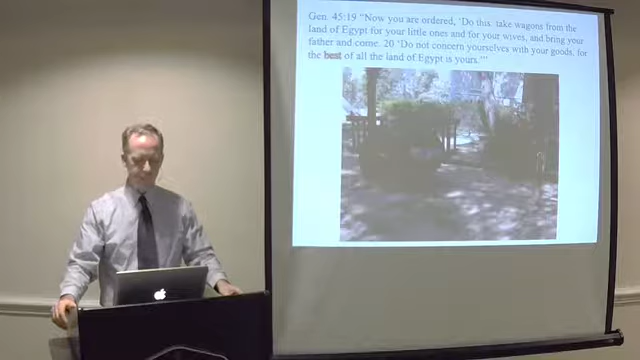 Gen. 45:19 "Now you are ordered, 'Do this: take wagons from the
land of Egypt for your little ones and for your wives, and bring your
father and come. 20 'Do not concern yourselves with your goods, for
the best of all the land of Egypt is yours.'"